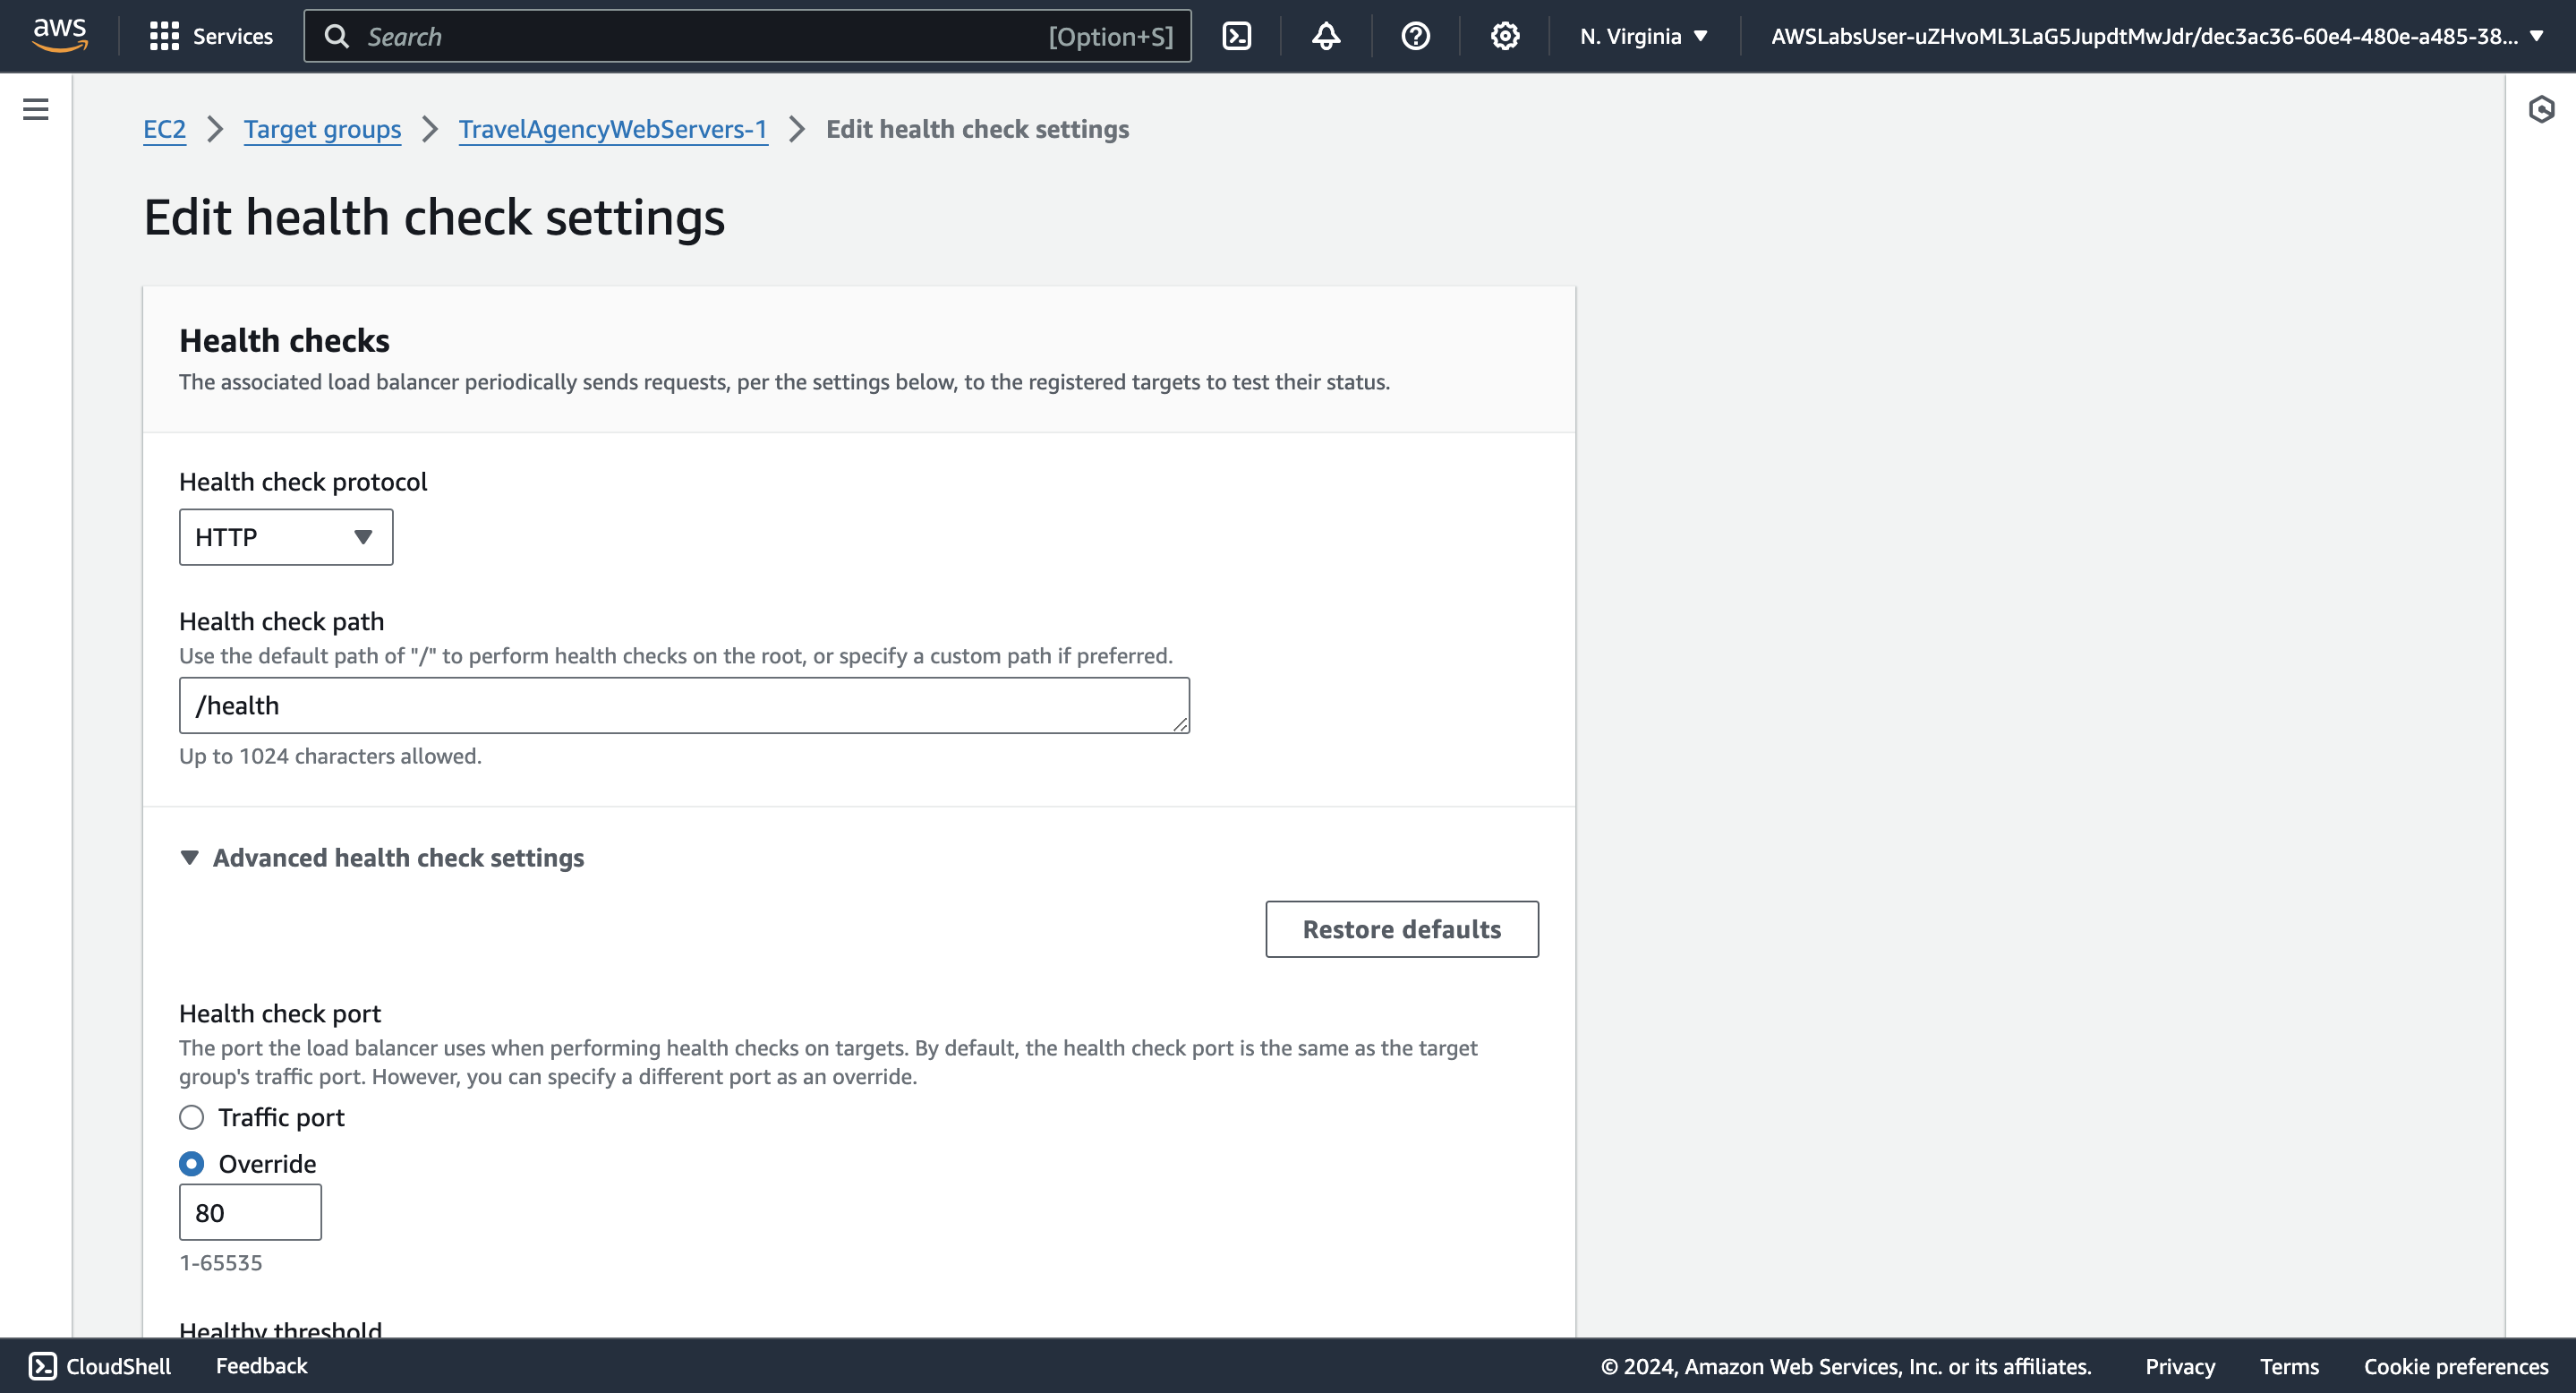 aws Services Search [Option+S] N. Virginia AWSLabsUser-uZHvoML3LaG5JupdtMwJdr/dec3ac36-60e4-480e-a485-38...
EC2 Target groups TravelAgencyWebServers-1 Edit health check settings
Edit health check settings
Health checks
The associated load balancer periodically sends requests, per the settings below, to the registered targets to test their status.
Health check protocol
HTTP
Health check path
Use the default path of "/" to perform health checks on the root, or specify a custom path if preferred.
/health
Up to 1024 characters allowed.
Advanced health check settings
Restore defaults
Health check port
The port the load balancer uses when performing health checks on targets. By default, the health check port is the same as the target
group's traffic port. However, you can specify a different port as an override.
Traffic port
Override
80
1-65535
Healthy threshold
CloudShell Feedback © 2024, Amazon Web Services, Inc. or its affiliates. Privacy Terms Cookie preferences